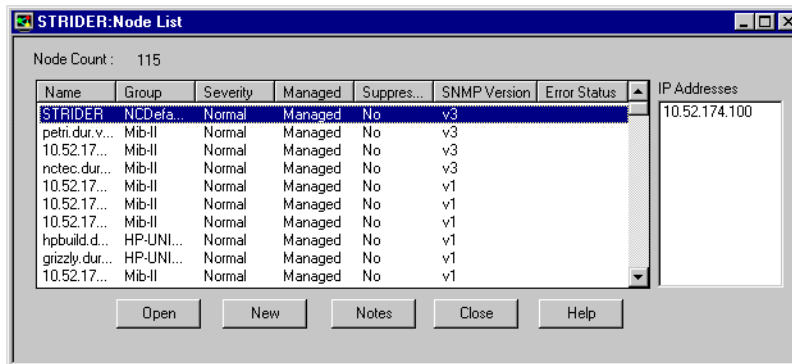 STRIDER:Node List
Node Count : 115
Name Group Severity Managed Suppres... SNMP Version Error Status IP Addresses
STRIDER NCDefa... Normal Managed No v3 10.52.174.100
petri.dur.v... Mib-II Normal Managed No v3
10.52.17... Mib-II Normal Managed No v3
nctec.dur... Mib-II Normal Managed No v3
10.52.17... Mib-II Normal Managed No v1
10.52.17... Mib-II Normal Managed No v1
10.52.17... Mib-II Normal Managed No v1
hpbuild.d... HP-UNI... Normal Managed No v1
grizzly.dur... HP-UNI... Normal Managed No v1
10.52.17... Mib-II Normal Managed No v1
Open New Notes Close Help